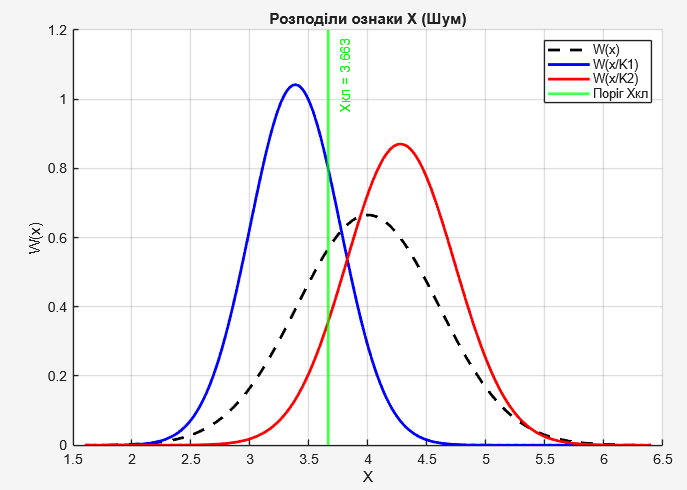 Розподіли ознаки X (Шум)
1.2
1
0.8
0.6
0.4
0.2
0
W(x)
Xкл = 3.663
W(x)
W(x/K1)
W(x/K2)
Поріг Xкл
1.5 2 2.5 3 3.5 4 4.5 5 5.5 6 6.5
X